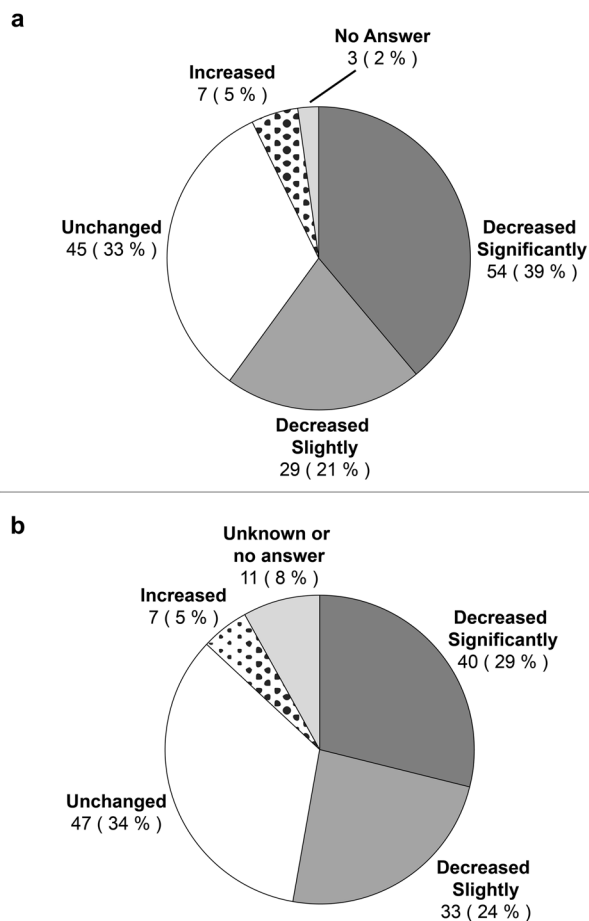 a
No Answer
3 ( 2 % )
Increased
7 ( 5 % )
Unchanged
45 ( 33 % )
Decreased
Significantly
54 ( 39 % )
Decreased
Slightly
29 ( 21 % )
b
Unknown or
no answer
11 ( 8 % )
Increased
7 ( 5 % )
Decreased
Significantly
40 ( 29 % )
Unchanged
47 ( 34 % )
Decreased
Slightly
33 ( 24 % )